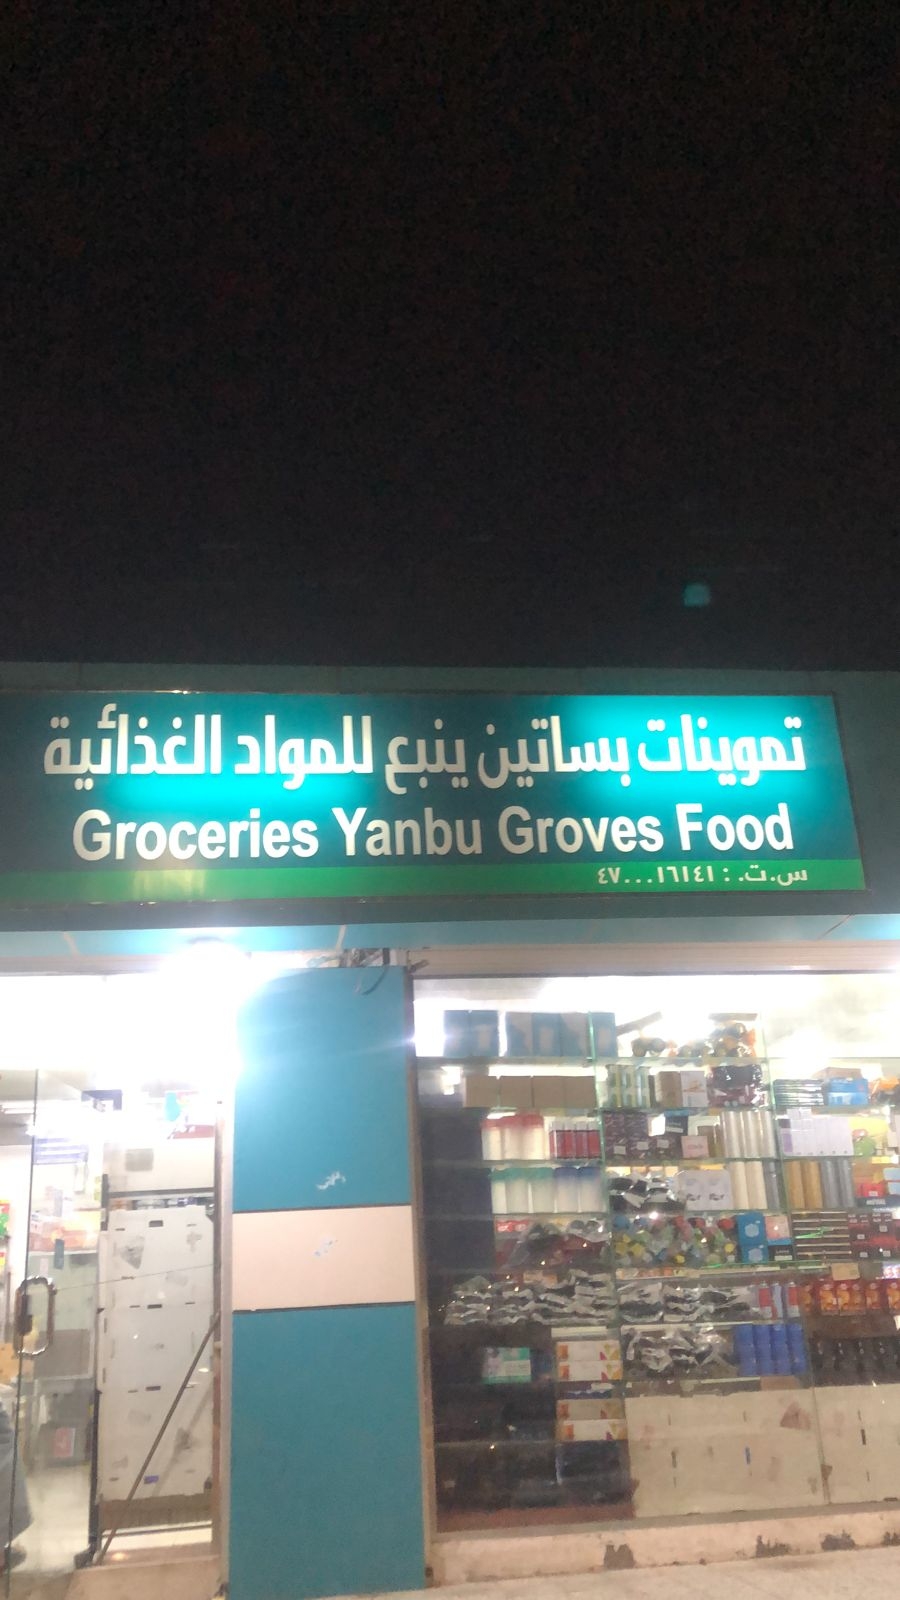 تموينات بساتين ينبع للمواد الغذائية
Groceries Yanbu Groves Food
س.ت. : ٤٧٠٠٠١٦١٤١